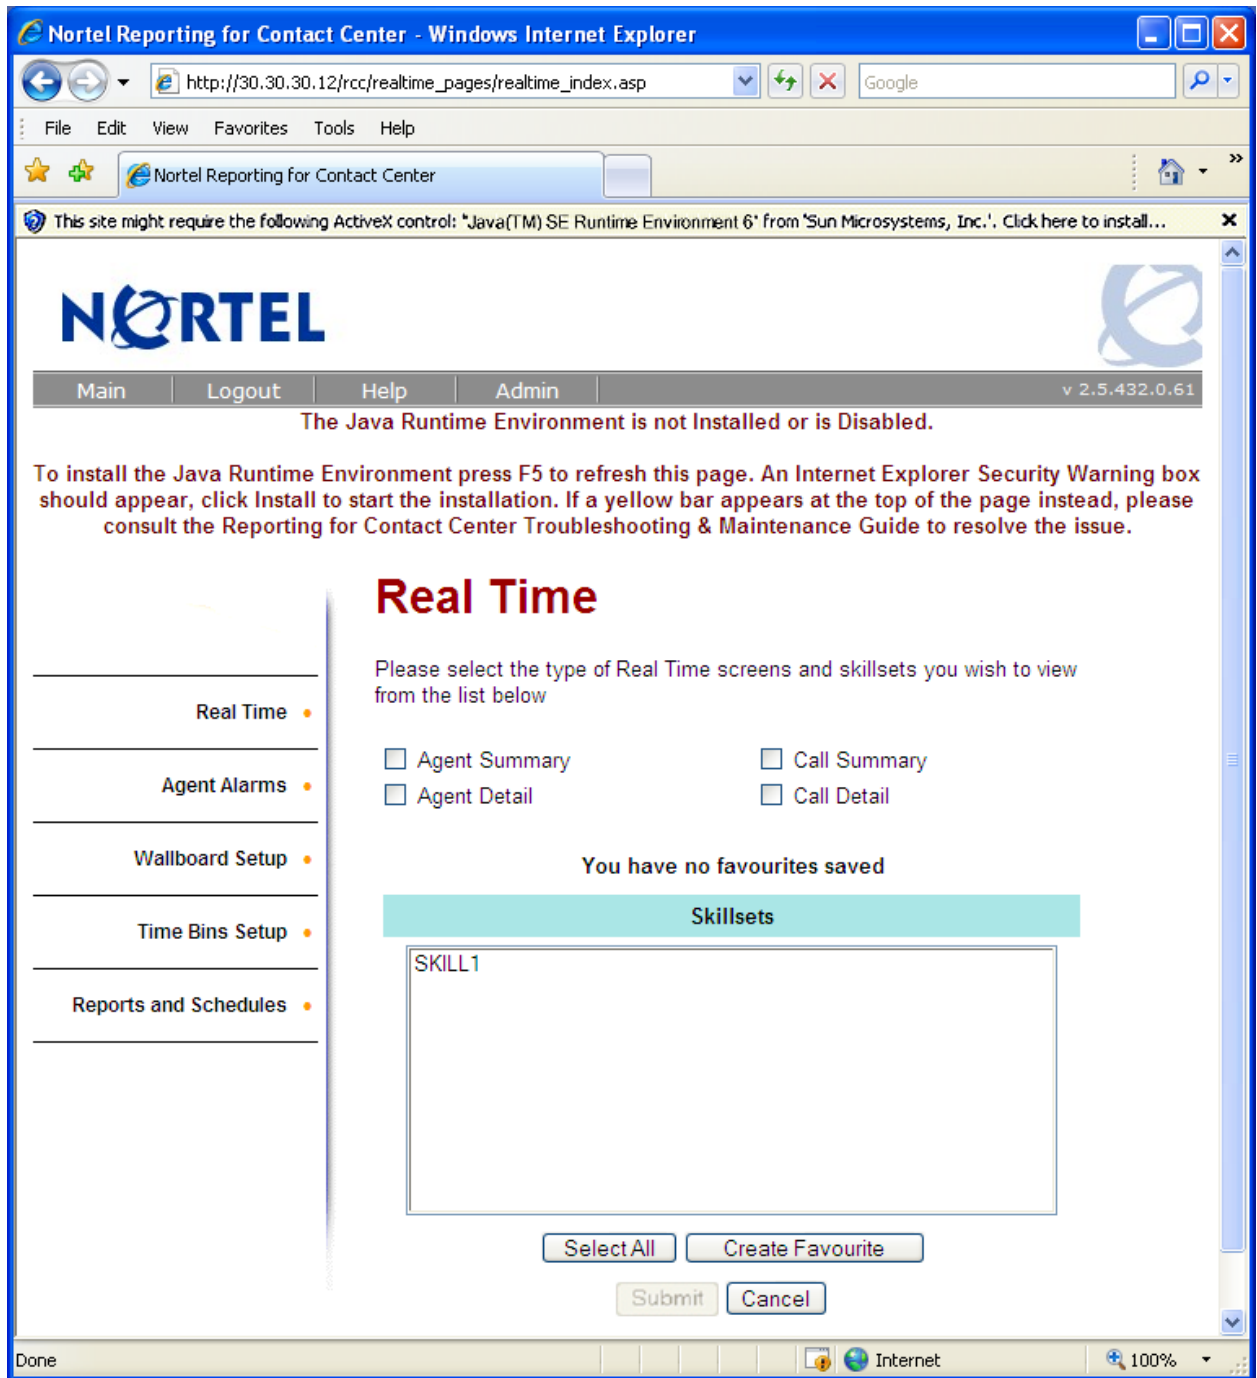 Nortel Reporting for Contact Center - Windows Internet Explorer
http://30.30.30.12/rcc/realtime_pages/realtime_index.asp
Google
File Edit View Favorites Tools Help
Nortel Reporting for Contact Center
»
This site might require the following ActiveX control: 'Java(TM) SE Runtime Environment 6' from 'Sun Microsystems, Inc.'. Click here to install...
NORTEL
Main Logout Help Admin v 2.5.432.0.61
The Java Runtime Environment is not Installed or is Disabled.
To install the Java Runtime Environment press F5 to refresh this page. An Internet Explorer Security Warning box
should appear, click Install to start the installation. If a yellow bar appears at the top of the page instead, please
consult the Reporting for Contact Center Troubleshooting & Maintenance Guide to resolve the issue.
Real Time
Agent Alarms
Wallboard Setup
Time Bins Setup
Reports and Schedules
Real Time
Please select the type of Real Time screens and skillsets you wish to view
from the list below
Agent Summary Call Summary
Agent Detail Call Detail
You have no favourites saved
Skillsets
SKILL1
Select All Create Favourite
Submit Cancel
Done Internet 100%